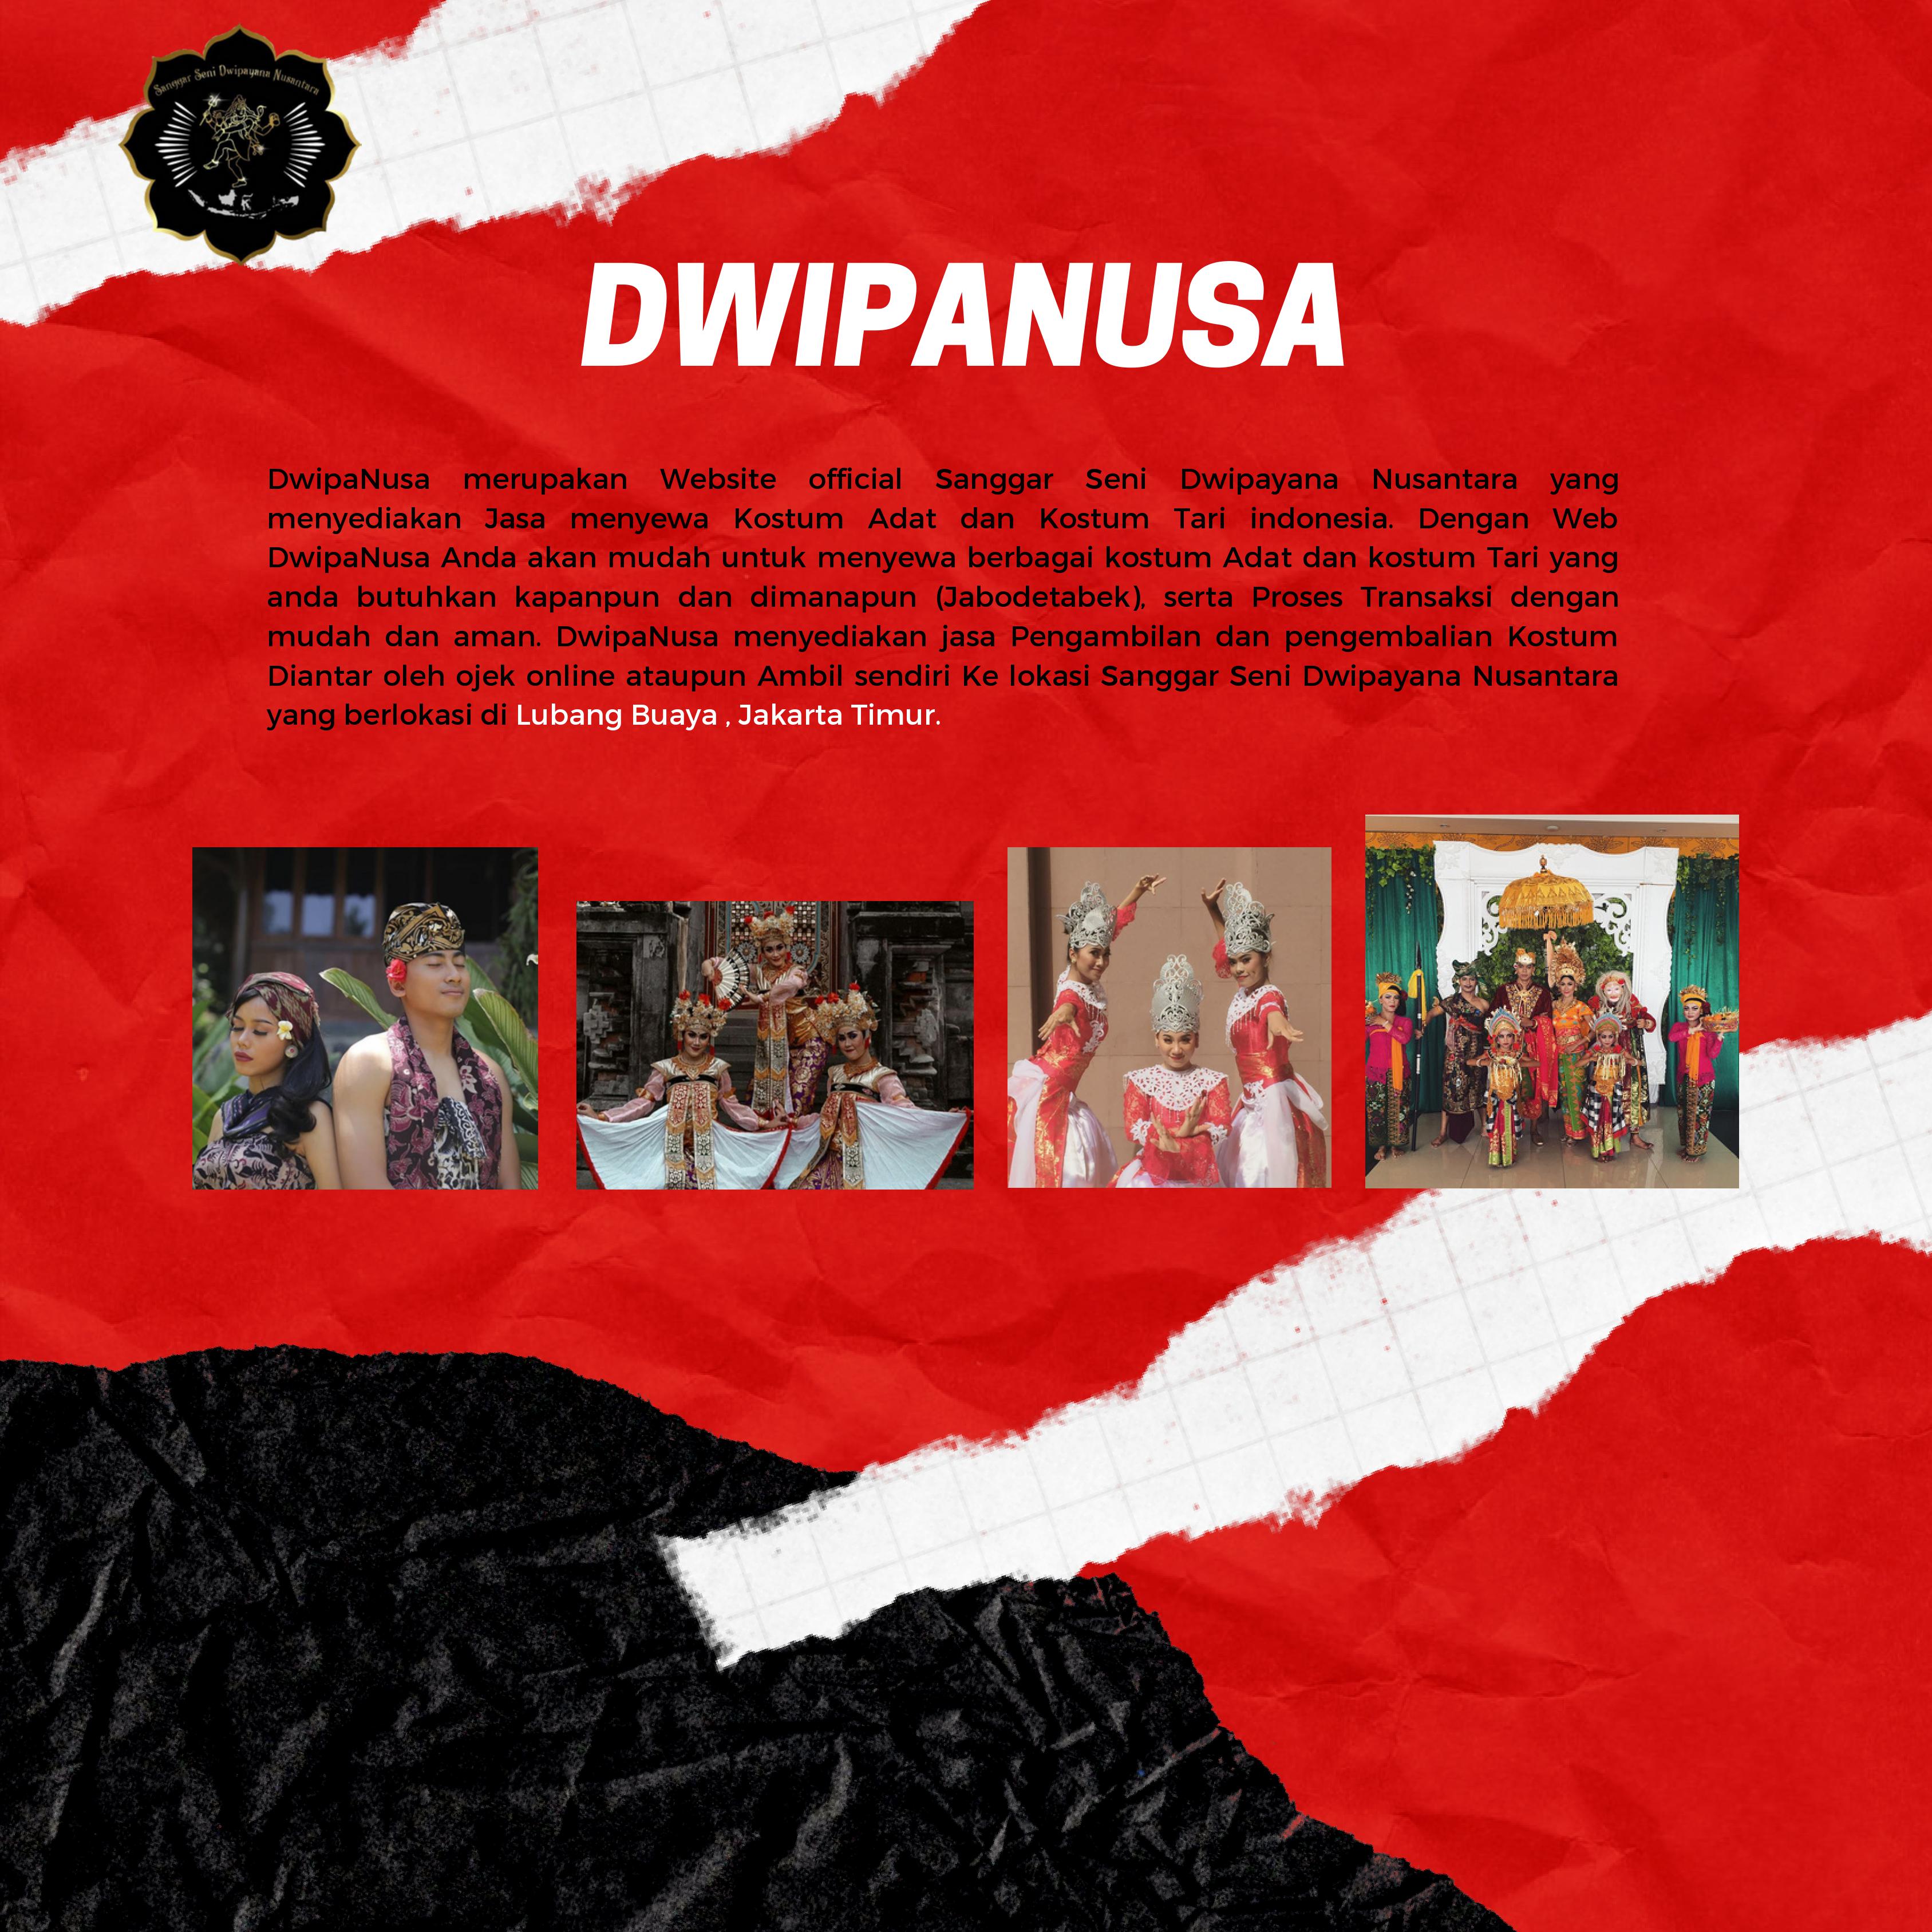 Sanggar Seni Dwipayana Nusantara
DWIPANUSA
DwipaNusa merupakan Website official Sanggar Seni Dwipayana Nusantara yang
menyediakan Jasa menyewa Kostum Adat dan Kostum Tari indonesia. Dengan Web
DwipaNusa Anda akan mudah untuk menyewa berbagai kostum Adat dan kostum Tari yang
anda butuhkan kapanpun dan dimanapun (Jabodetabek), serta Proses Transaksi dengan
mudah dan aman. DwipaNusa menyediakan jasa Pengambilan dan pengembalian Kostum
Diantar oleh ojek online ataupun Ambil sendiri Ke lokasi Sanggar Seni Dwipayana Nusantara
yang berlokasi di Lubang Buaya , Jakarta Timur.